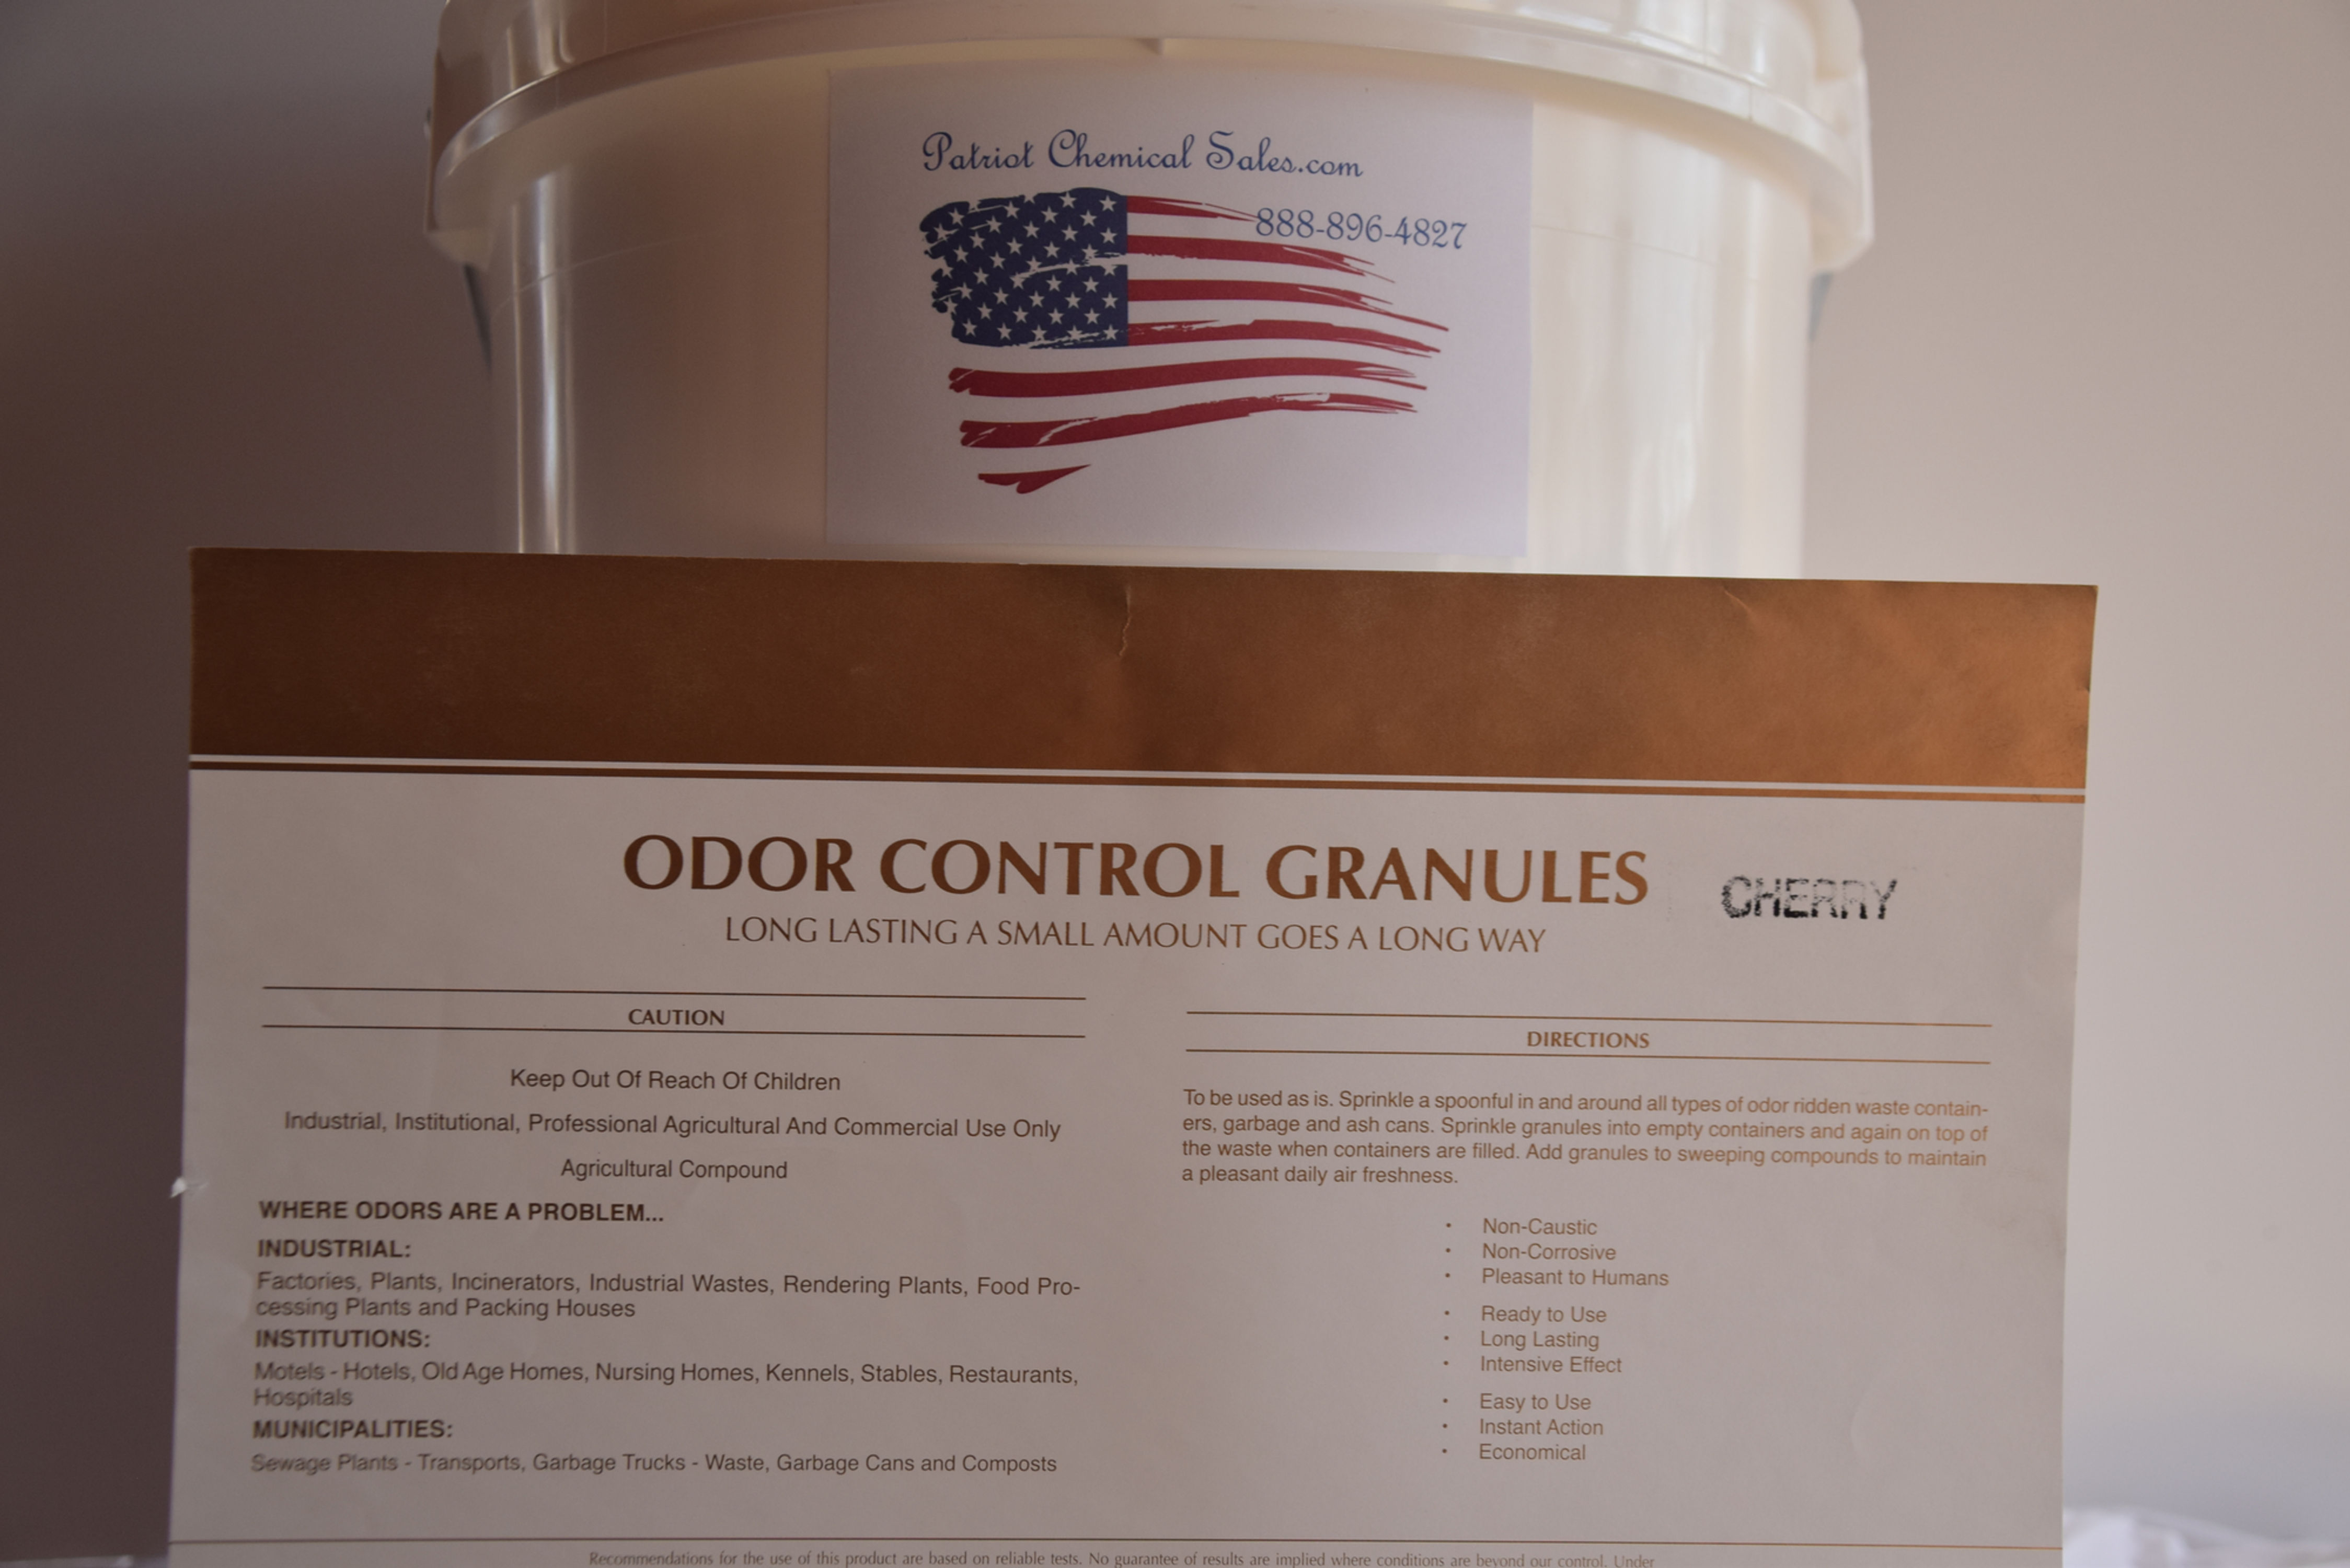 Patriot Chemical Sales.com
888-896-4827
ODOR CONTROL GRANULES
CHERRY
LONG LASTING A SMALL AMOUNT GOES A LONG WAY
CAUTION
Keep Out Of Reach Of Children
Industrial, Institutional, Professional Agricultural And Commercial Use Only
Agricultural Compound
WHERE ODORS ARE A PROBLEM...
INDUSTRIAL:
Factories, Plants, Incinerators, Industrial Wastes, Rendering Plants, Food Pro-
cessing Plants and Packing Houses
INSTITUTIONS:
Motels - Hotels, Old Age Homes, Nursing Homes, Kennels, Stables, Restaurants,
Hospitals
MUNICIPALITIES:
Sewage Plants - Transports, Garbage Trucks - Waste, Garbage Cans and Composts
DIRECTIONS
To be used as is. Sprinkle a spoonful in and around all types of odor ridden waste contain-
ers, garbage and ash cans. Sprinkle granules into empty containers and again on top of
the waste when containers are filled. Add granules to sweeping compounds to maintain
a pleasant daily air freshness.
• Non-Caustic
• Non-Corrosive
• Pleasant to Humans
• Ready to Use
• Long Lasting
• Intensive Effect
• Easy to Use
• Instant Action
• Economical
Recommendations for the use of this product are based on reliable tests. No guarantee of results are implied where conditions are beyond our control. Under